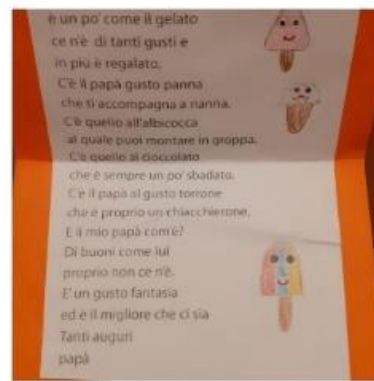 è un po' come il gelato
ce n'è di tanti gusti e
in più è regalato.
C'è il papà gusto panna
che ti accompagna a nanna.
C'è quello all'albicocca
al quale puoi montare in groppa.
C'è quello al cioccolato
che è sempre un po' sbadato.
C'è il papà al gusto torrone
che è proprio un chiacchierone.
E il mio papà com'è?
Di buoni come lui
proprio non ce n'è.
E' un gusto fantasia
ed è il migliore che ci sia
Tanti auguri
papà